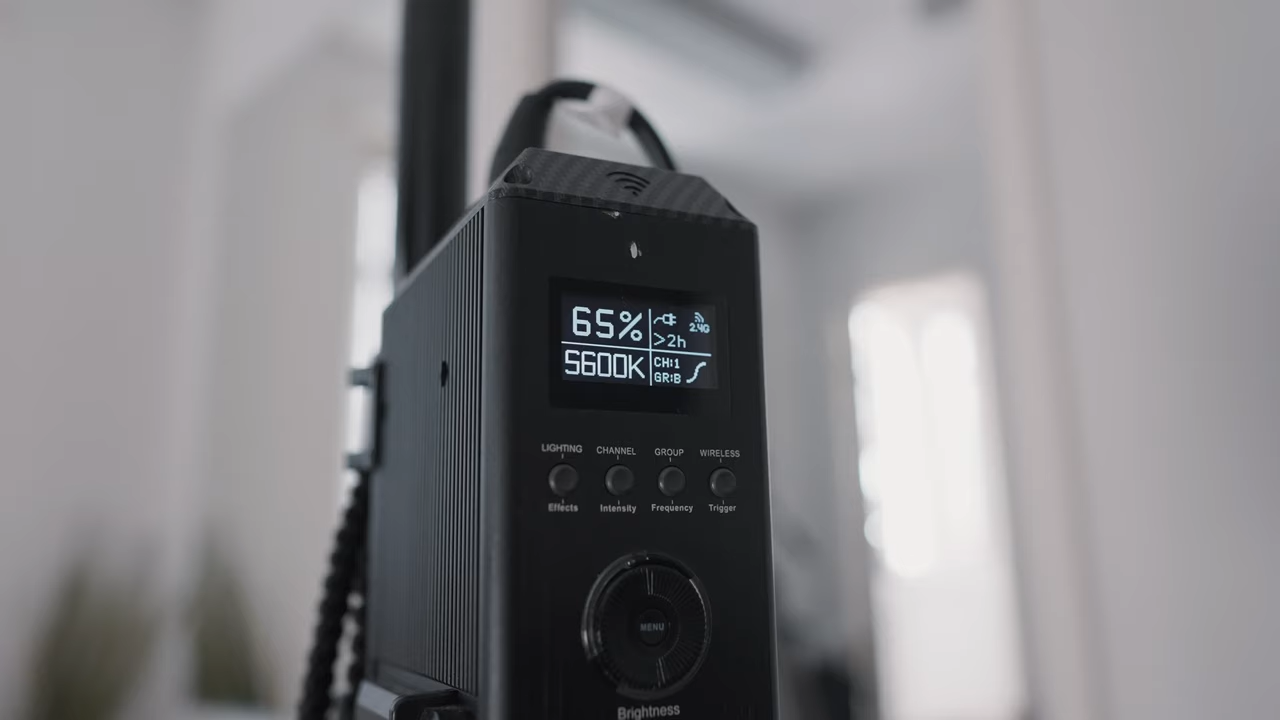 65% 2.4G
>2h
5600K CH:1
GR:B
LIGHTING CHANNEL GROUP WIRELESS
Effects Intensity Frequency Trigger
MENU
Brightness